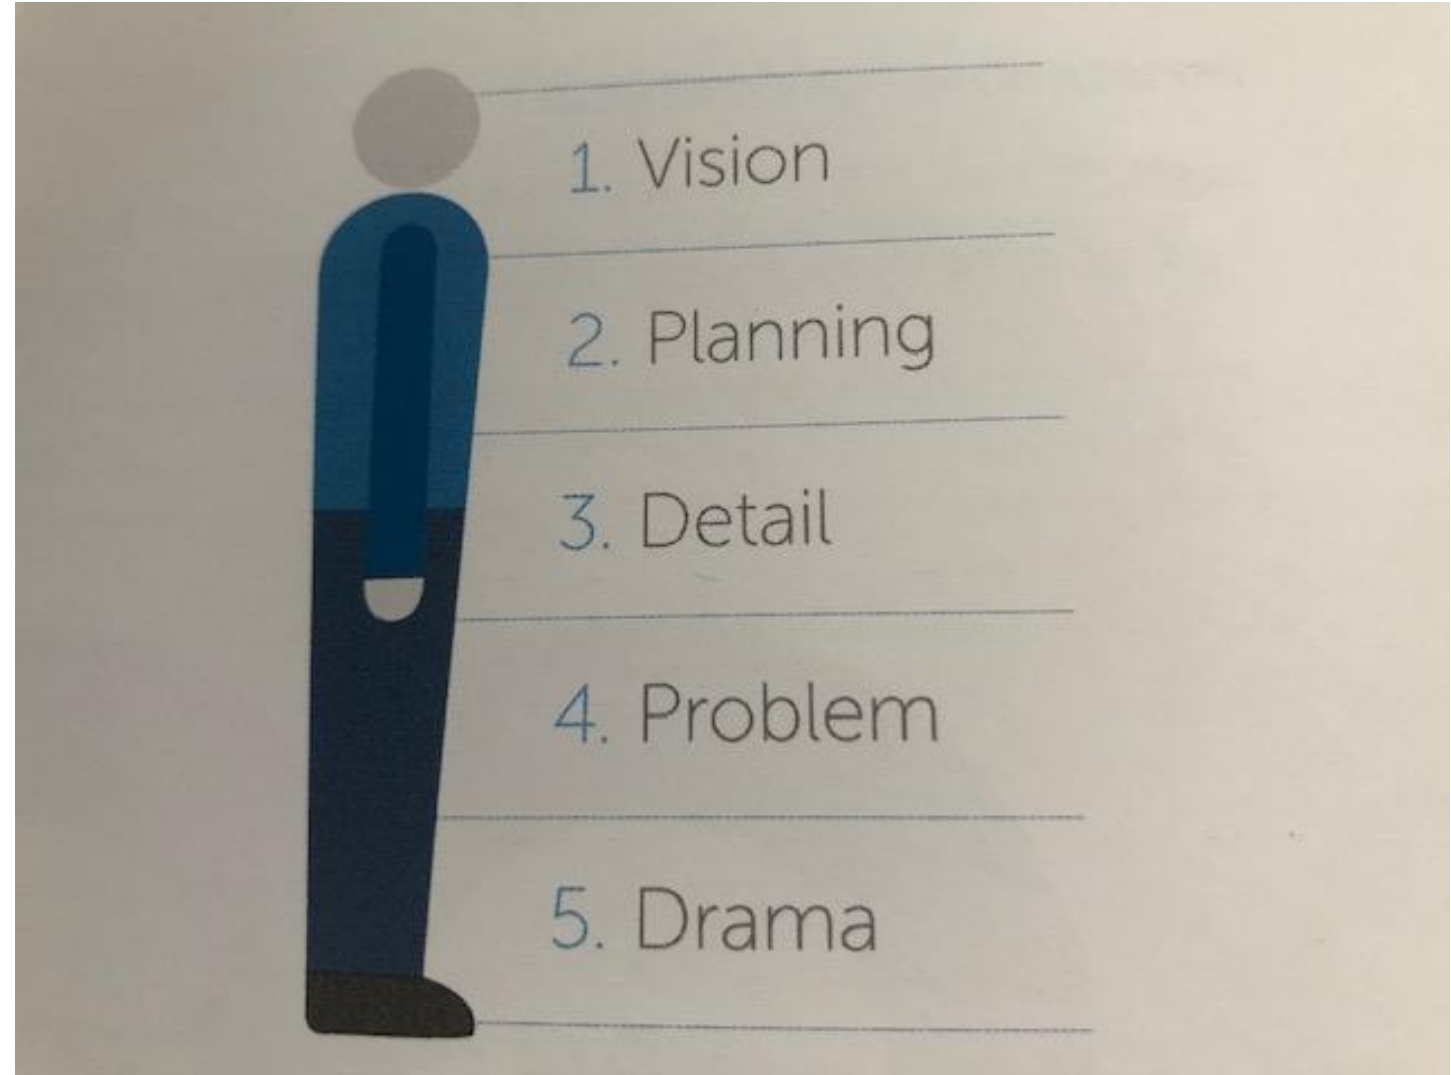 1. Vision
2. Planning
3. Detail
4. Problem
5. Drama